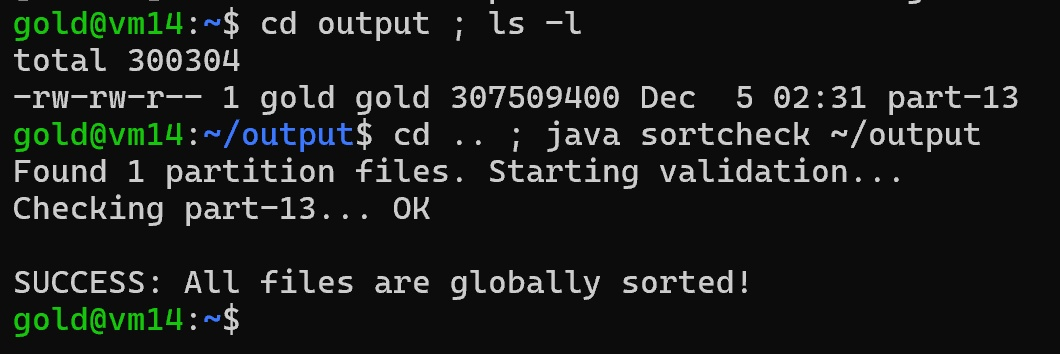 gold@vm14:~$ cd output ; ls -l
total 300304
-rw-rw-r-- 1 gold gold 307509400 Dec  5 02:31 part-13
gold@vm14:~/output$ cd .. ; java sortcheck ~/output
Found 1 partition files. Starting validation...
Checking part-13... OK

SUCCESS: All files are globally sorted!
gold@vm14:~$